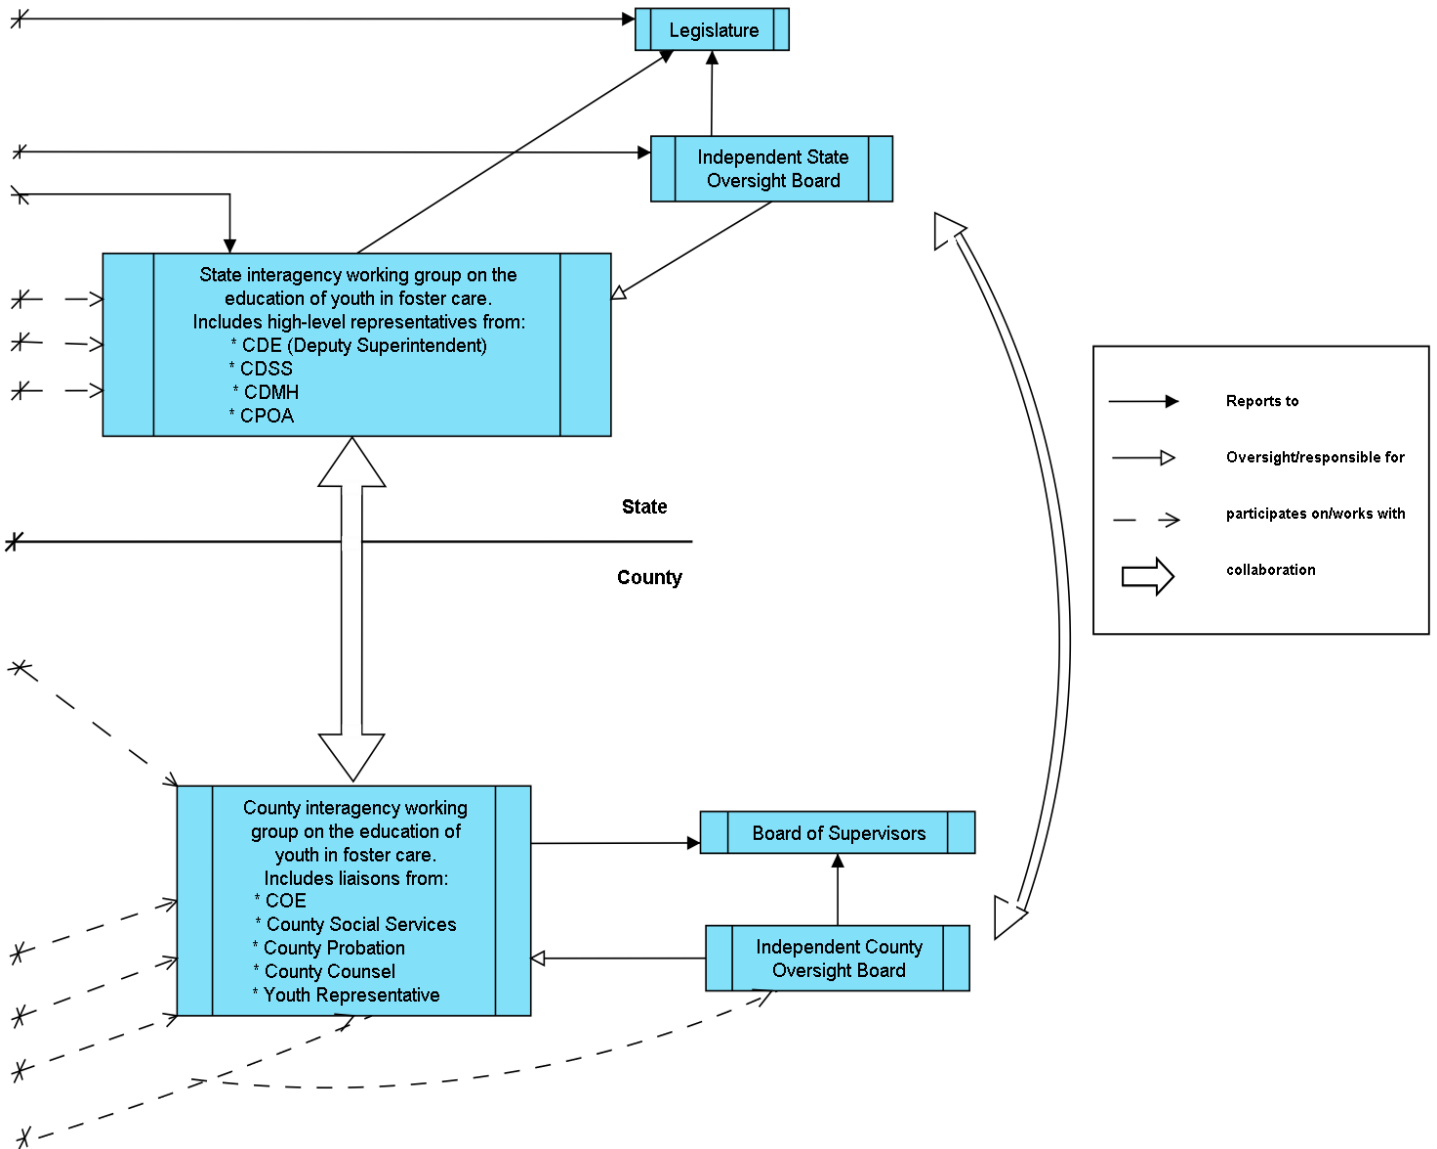 Legislature
Independent State
Oversight Board
State interagency working group on the
education of youth in foster care.
Includes high-level representatives from:
* CDE (Deputy Superintendent)
* CDSS
* CDMH
* CPOA
Reports to
Oversight/responsible for
participates on/works with
collaboration
State
County
County interagency working
group on the education of
youth in foster care.
Includes liaisons from:
* COE
* County Social Services
* County Probation
* County Counsel
* Youth Representative
Board of Supervisors
Independent County
Oversight Board